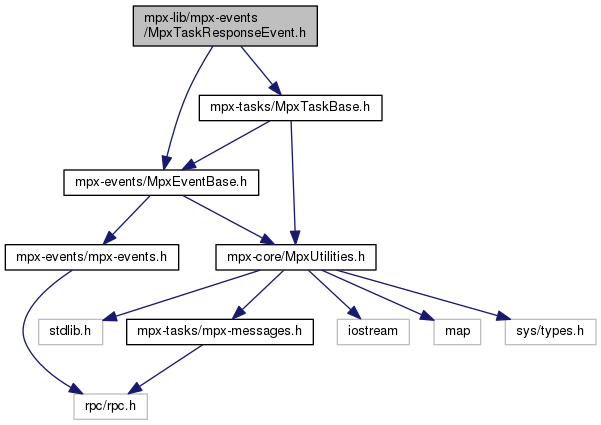 mpx-lib/mpx-events
/MpxTaskResponseEvent.h
mpx-tasks/MpxTaskBase.h
mpx-events/MpxEventBase.h
mpx-events/mpx-events.h
mpx-core/MpxUtilities.h
stdlib.h
mpx-tasks/mpx-messages.h
iostream
map
sys/types.h
rpc/rpc.h